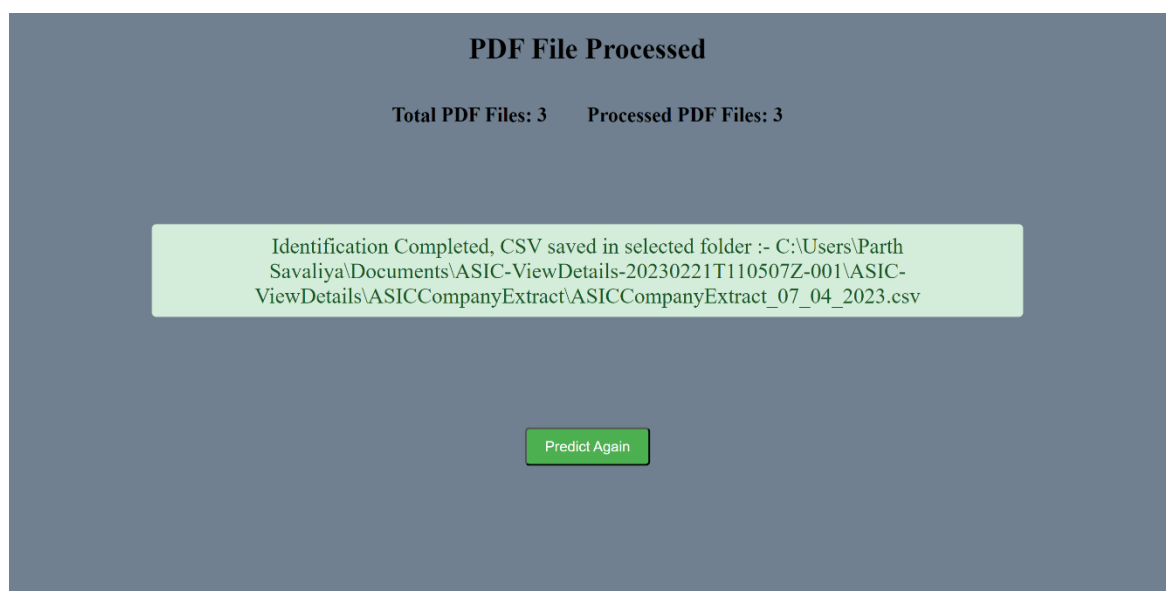 PDF File Processed
Total PDF Files: 3 Processed PDF Files: 3
Identification Completed, CSV saved in selected folder :- C:\Users\Parth
Savaliya\Documents\ASIC-ViewDetails-20230221T110507Z-001\ASIC-
ViewDetails\ASICCompanyExtract\ASICCompanyExtract_07_04_2023.csv
Predict Again